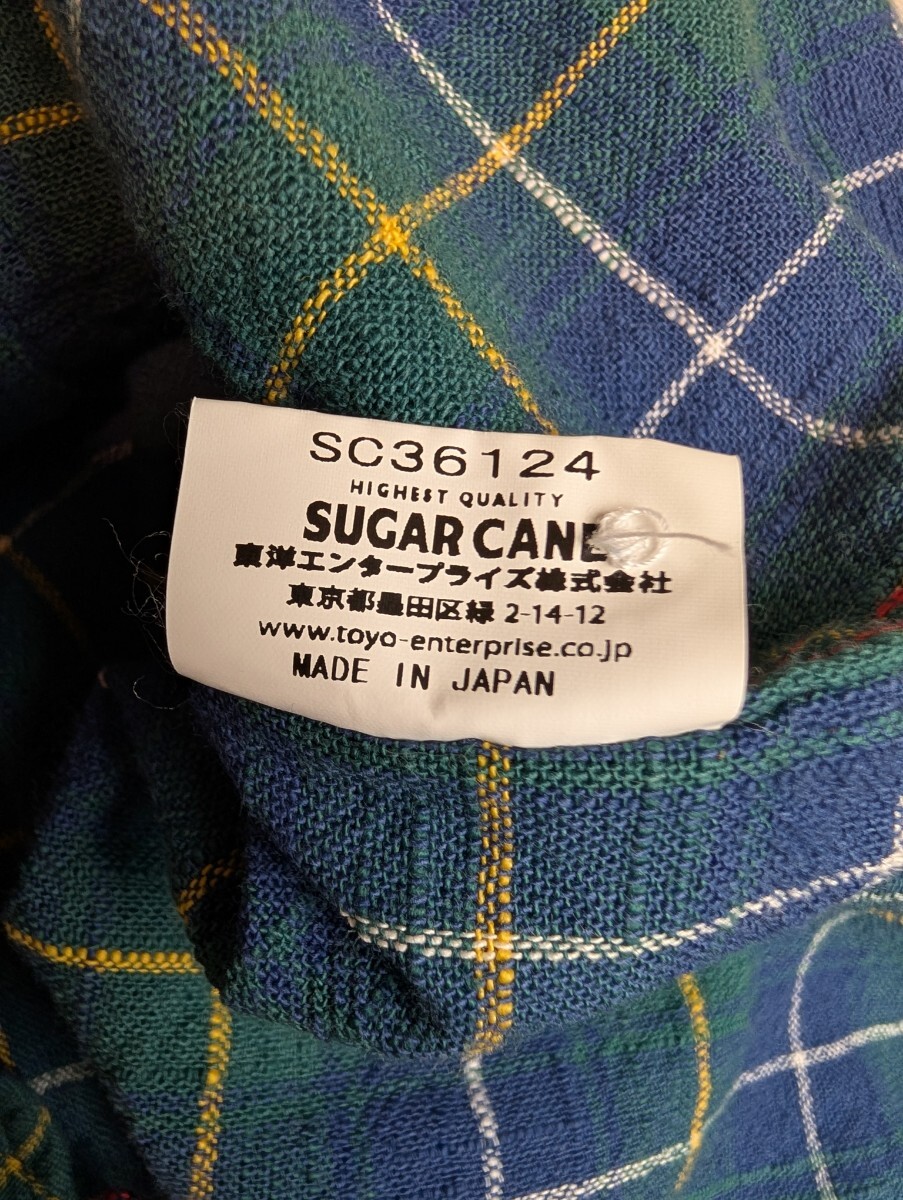 SC36124
HIGHEST QUALITY
SUGAR CANE
東洋エンタープライズ株式会社
東京都墨田区緑 2-14-12
www.toyo-enterprise.co.jp
MADE IN JAPAN